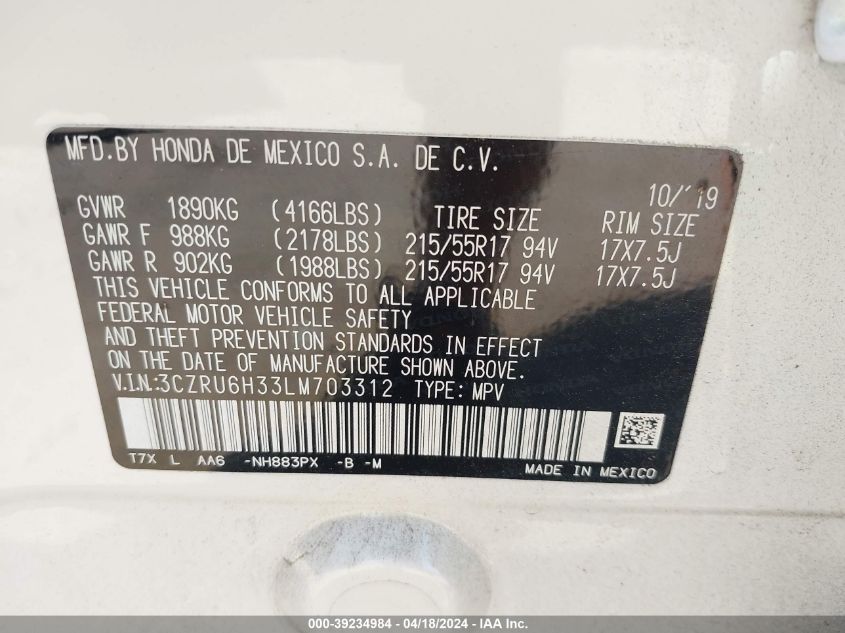 MFD.BY HONDA DE MEXICO S.A. DE C.V.
10/'19
GVWR 1890KG (4166LBS) TIRE SIZE RIM SIZE
GAWR F 988KG (2178LBS) 215/55R17 94V 17X7.5J
GAWR R 902KG (1988LBS) 215/55R17 94V 17X7.5J
THIS VEHICLE CONFORMS TO ALL APPLICABLE
FEDERAL MOTOR VEHICLE SAFETY
AND THEFT PREVENTION STANDARDS IN EFFECT
ON THE DATE OF MANUFACTURE SHOWN ABOVE.
V.I.N:3CZRU6H33LM703312 TYPE: MPV
T7X L AA6 -NH883PX -B -M
MADE IN MEXICO
000-39234984 - 04/18/2024 - IAA Inc.